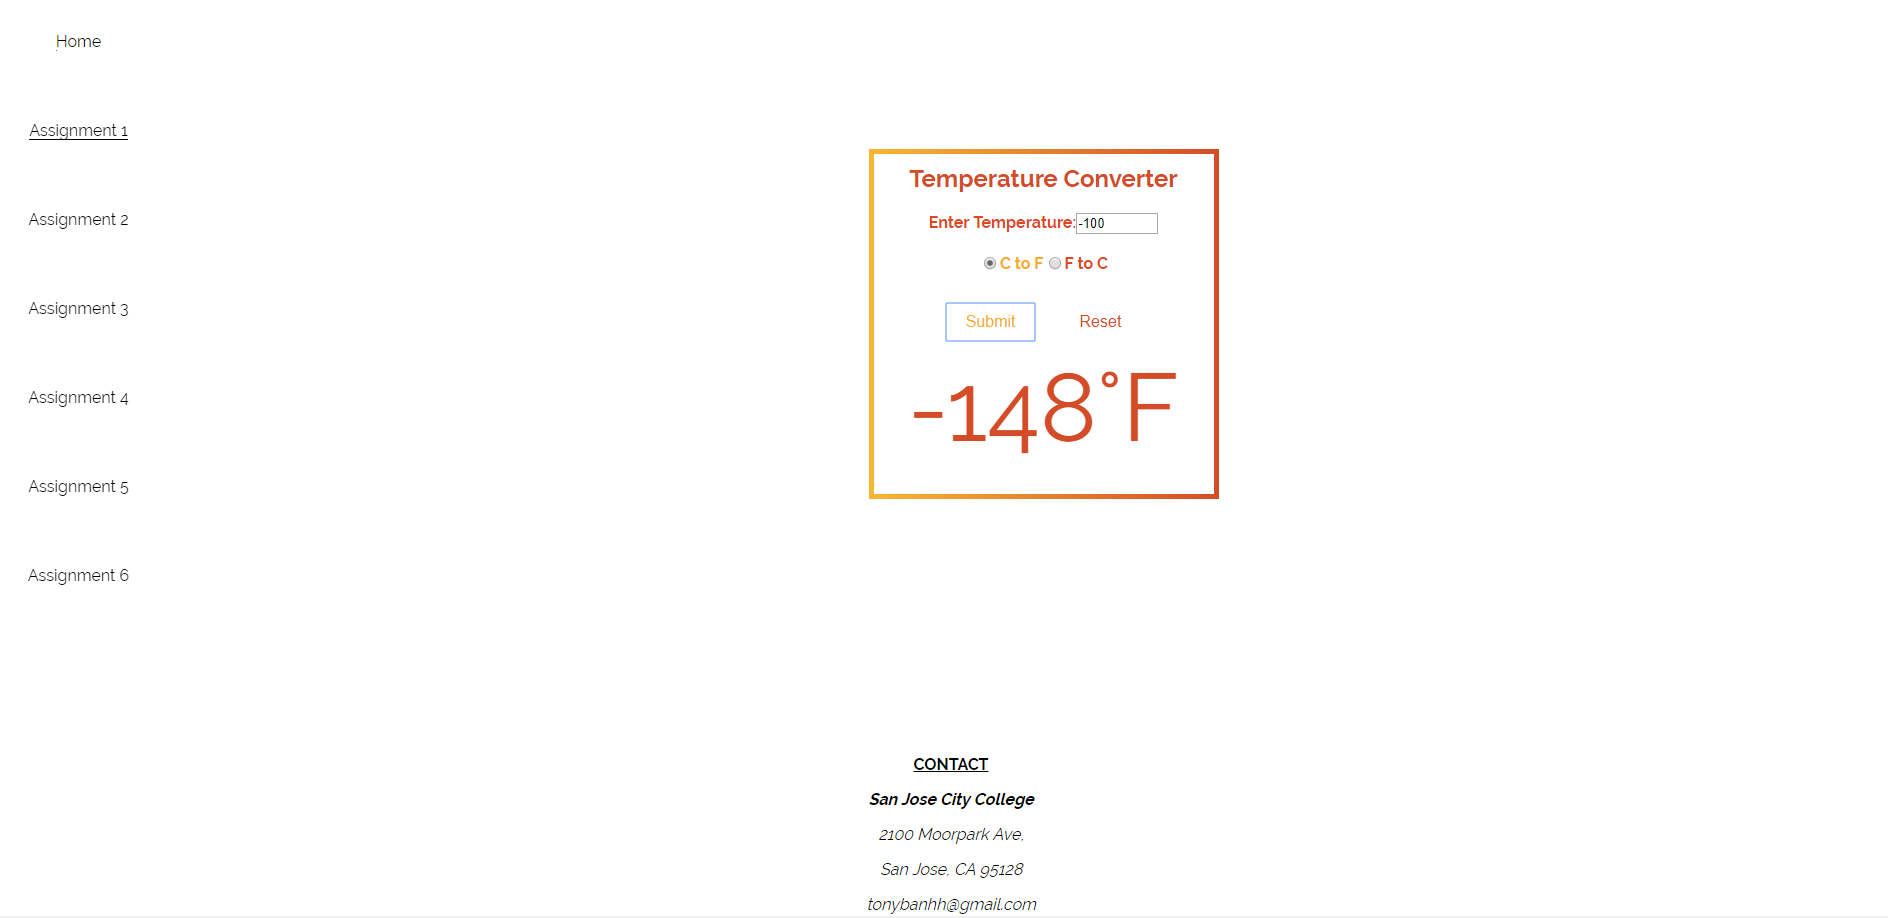 Home
Assignment 1
Assignment 2
Assignment 3
Assignment 4
Assignment 5
Assignment 6
Temperature Converter
Enter Temperature:-100
C to F F to C
Submit Reset
-148°F
CONTACT
San Jose City College
2100 Moorpark Ave,
San Jose, CA 95128
tonybanhh@gmail.com